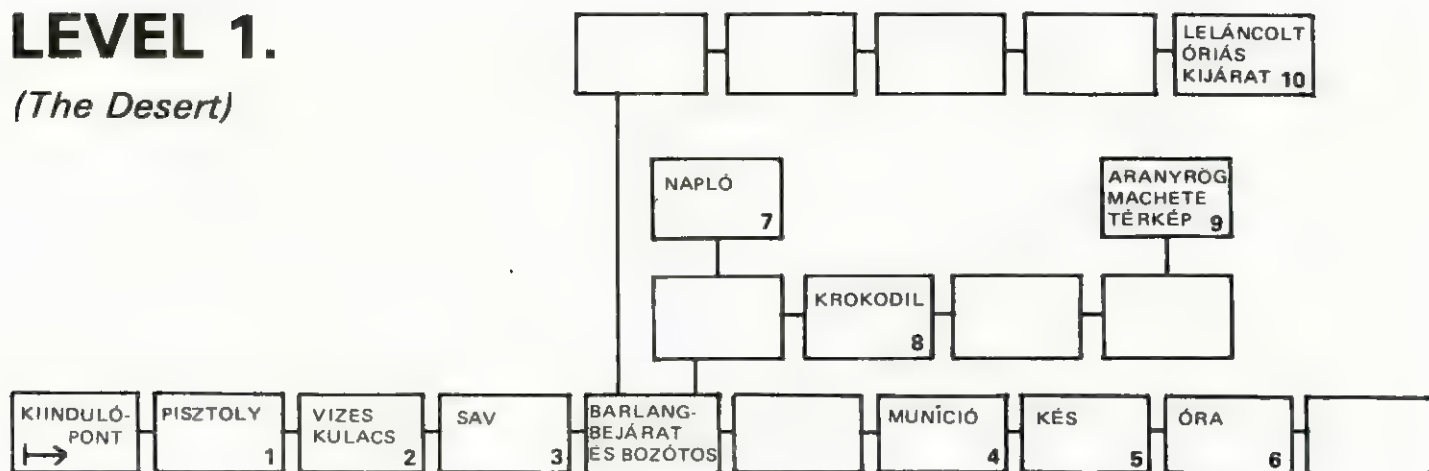 LEVEL 1.
(The Desert)
LELÁNCOLT
ÓRIÁS
KIJÁRAT 10
NAPLÓ
7
ARANYRÖG
MACHETE
TÉRKÉP 9
KROKODIL
8
KIINDULÓ-
PONT
PISZTOLY
1
VIZES
KULACS
2
SAV
3
BARLANG-
BEJÁRAT
ÉS BOZÓTOS
MUNÍCIÓ
4
KÉS
5
ÓRA
6